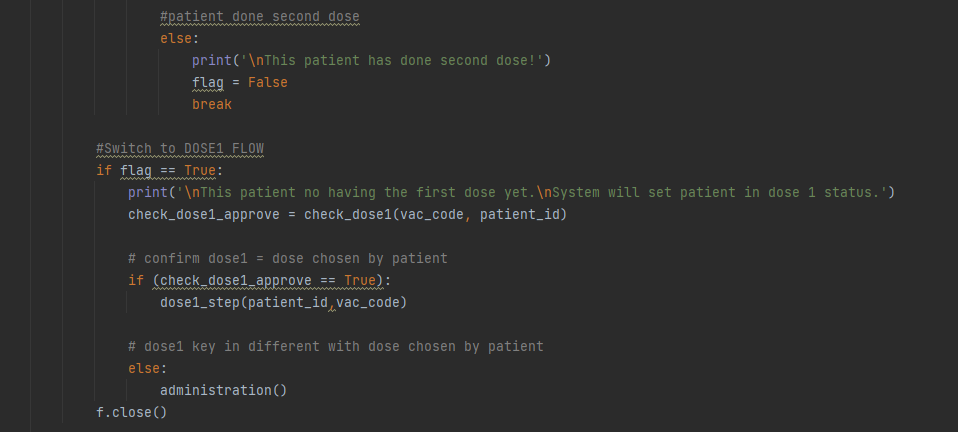 #patient done second dose
else:
print('\nThis patient has done second dose!')
flag = False
break
#Switch to DOSE1 FLOW
if flag == True:
print('\nThis patient no having the first dose yet.\nSystem will set patient in dose 1 status.')
check_dose1_approve = check_dose1(vac_code, patient_id)
# confirm dose1 = dose chosen by patient
if (check_dose1_approve == True):
dose1_step(patient_id,vac_code)
# dose1 key in different with dose chosen by patient
else:
administration()
f.close()